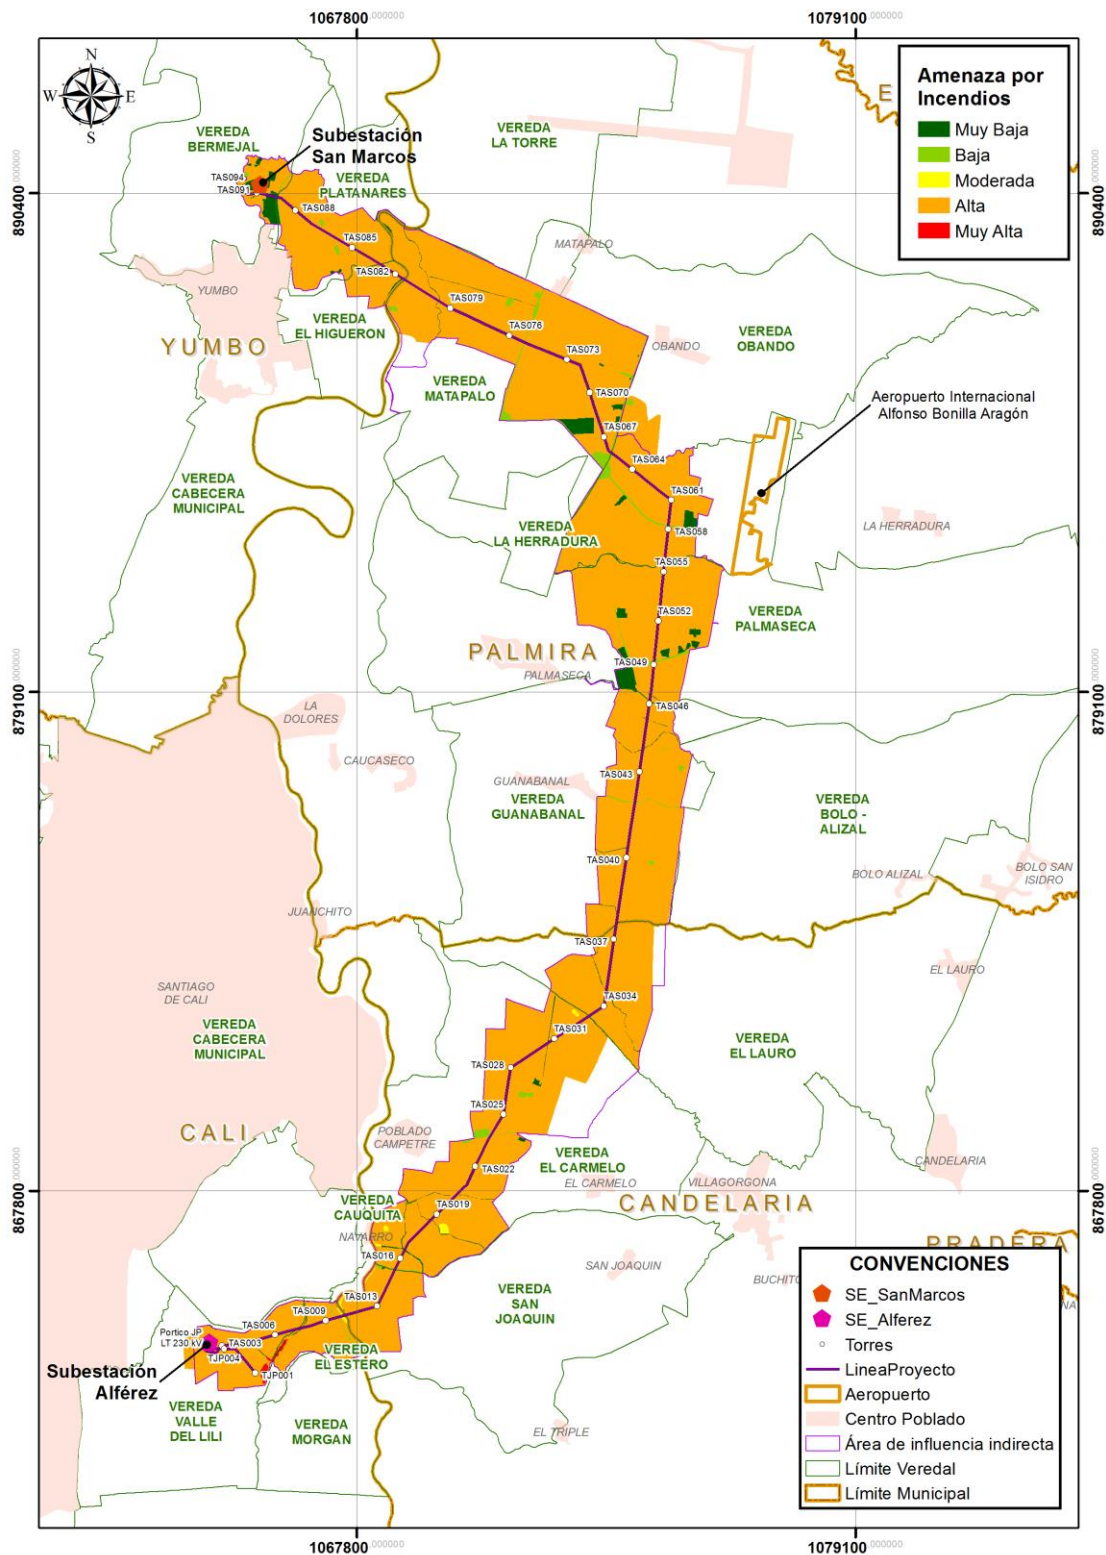 1067800.000000
1079100.000000
N
W
E
S
Amenaza por
Incendios
Muy Baja
Baja
Moderada
Alta
Muy Alta
E
VEREDA
BERMEJAL
Subestación
San Marcos
VEREDA
LA TORRE
TAS094
TAS091
VEREDA
PLATANARES
890400.000000
890400.000000
TAS088
TAS085
MATAPALO
TAS082
YUMBO
TAS079
VEREDA
EL HIGUERON
TAS076
VEREDA
OBANDO
YUMBO
OBANDO
TAS073
VEREDA
MATAPALO
TAS070
Aeropuerto Internacional
Alfonso Bonilla Aragón
TAS067
TAS064
VEREDA
CABECERA
MUNICIPAL
TAS061
VEREDA
LA HERRADURA
TAS058
LA HERRADURA
TAS055
TAS052
VEREDA
PALMASECA
PALMIRA
TAS049
PALMASECA
879100.000000
879100.000000
TAS046
LA
DOLORES
CAUCASECO
TAS043
GUANABANAL
VEREDA
GUANABANAL
VEREDA
BOLO -
ALIZAL
TAS040
BOLO ALIZAL
BOLO SAN
ISIDRO
JUANCHITO
TAS037
EL LAURO
SANTIAGO
DE CALI
TAS034
VEREDA
CABECERA
MUNICIPAL
TAS031
VEREDA
EL LAURO
TAS028
TAS025
CALI
POBLADO
CAMPETRE
VEREDA
EL CARMELO
CANDELARIA
TAS022
EL CARMELO
VILLAGORGONA
867800.000000
867800.000000
VEREDA
CAUQUITA
TAS019
CANDELARIA
NAVARRO
PRADERA
TAS016
SAN JOAQUIN
BUCHITO
VEREDA
SAN
JOAQUIN
TAS013
TAS009
TAS006
Portico JP
LT 230 kV
TAS003
TJP004
VEREDA
EL ESTERO
Subestación
Alférez
TJP001
VEREDA
VALLE
DEL LILI
VEREDA
MORGAN
EL TRIPLE
CONVENCIONES
SE_SanMarcos
SE_Alferez
Torres
LineaProyecto
Aeropuerto
Centro Poblado
Área de influencia indirecta
Límite Veredal
Límite Municipal
1067800.000000
1079100.000000